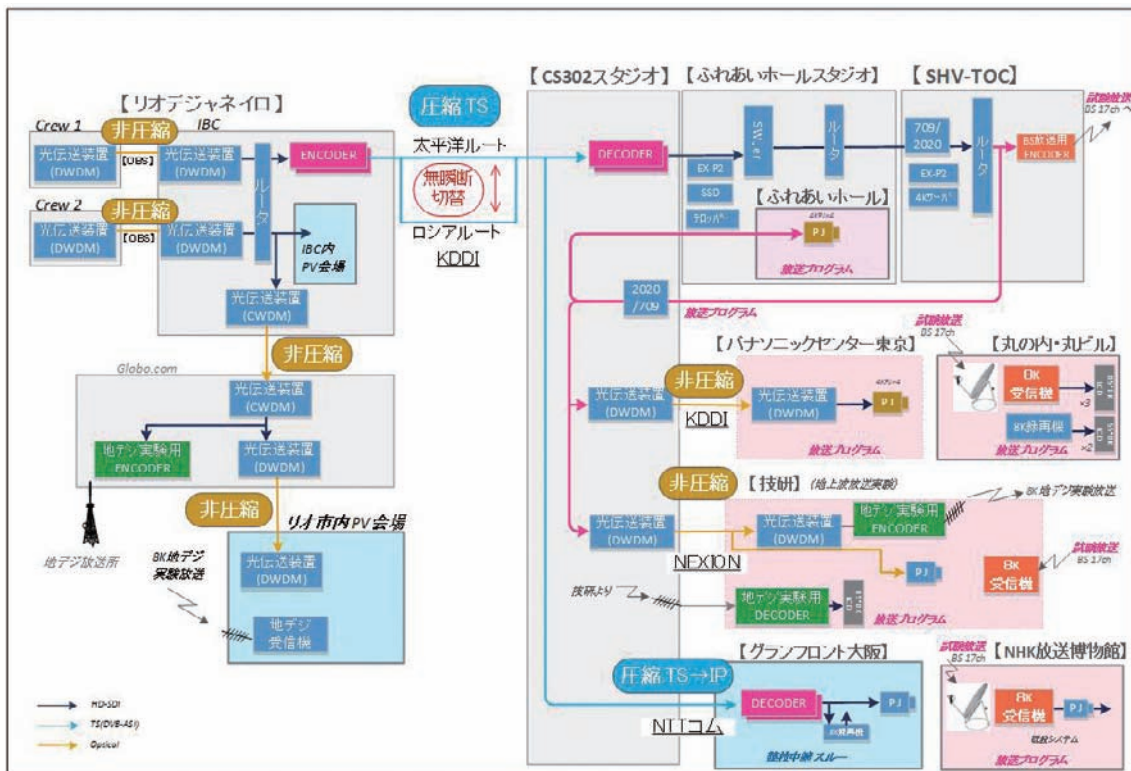 【リオデジャネイロ】
Crew 1
非圧縮
IBC
光伝送装置
(DWDM)
【OBS】
光伝送装置
(DWDM)
ルータ
ENCODER
Crew 2
非圧縮
光伝送装置
(DWDM)
【OBS】
光伝送装置
(DWDM)
IBC内
PV会場
光伝送装置
(CWDM)
圧縮 TS
太平洋ルート
無瞬断
切替
ロシアルート
KDDI
非圧縮
Globo.com
光伝送装置
(CWDM)
地デジ実験用
ENCODER
光伝送装置
(DWDM)
地デジ放送所
非圧縮
リオ市内PV会場
8K地デジ
実験放送
光伝送装置
(DWDM)
地デジ
受信機
HD-SDI
TS(DVB-ASI)
Optical
【CS302スタジオ】
DECODER
【ふれあいホールスタジオ】
EX-P2
SSD
テロッパー
SW.er
ルータ
【ふれあいホール】
PJ
放送プログラム
【SHV-TOC】
709/
2020
EX-P2
4Kサーバ
ルータ
BS放送用
ENCODER
試験放送
BS 17ch へ
2020
/709
放送プログラム
光伝送装置
(DWDM)
非圧縮
KDDI
【パナソニックセンター東京】
光伝送装置
(DWDM)
PJ
放送プログラム
【丸の内・丸ビル】
試験放送
BS 17ch
8K
受信機
×3
8K録再機
×2
放送プログラム
光伝送装置
(DWDM)
非圧縮
NEXION
【技研】
(地上波放送実験)
光伝送装置
(DWDM)
地デジ実験用
ENCODER
8K地デジ実験放送
PJ
8K
受信機
試験放送
BS 17ch
技研より
地デジ実験用
DECODER
放送プログラム
圧縮 TS→IP
NTTコム
【グランフロント大阪】
DECODER
PJ
【NHK放送博物館】
試験放送
BS 17ch
8K
受信機
PJ
放送プログラム